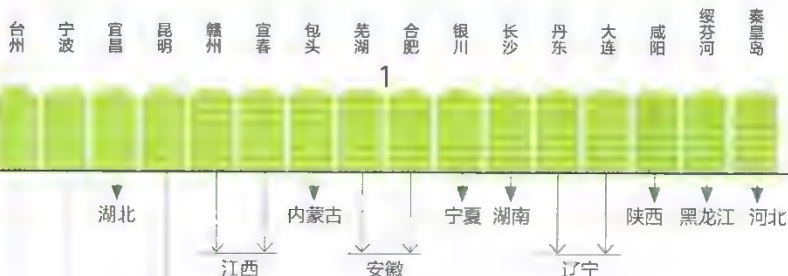 台州 宁波 宜昌 昆明 赣州 宜春 包头 芜湖 合肥 银川 长沙 丹东 大连 咸阳 绥芬河 秦皇岛
1
湖北 内蒙古 宁夏 湖南 陕西 黑龙江 河北
江西 安徽 辽宁